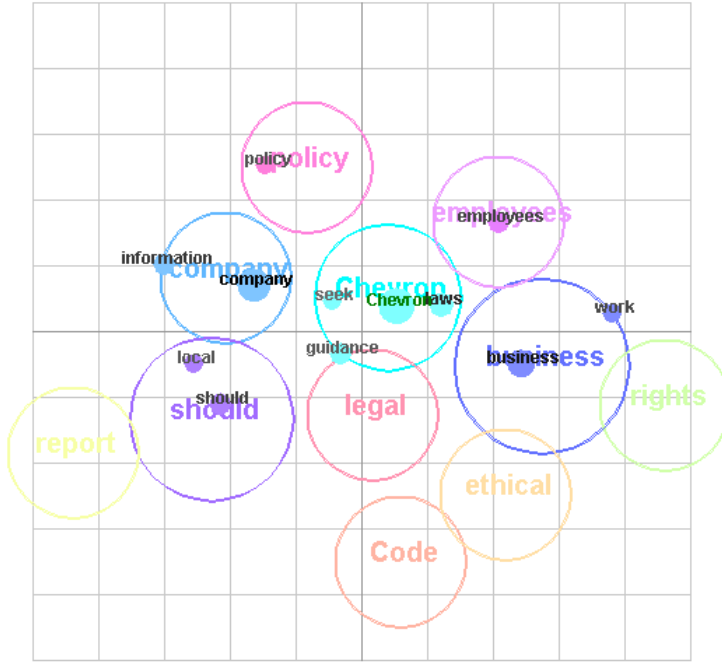 policy
policy
employees
employees
information
company
company
Chevron
seek
Chevron
laws
work
guidance
local
business
business
should
should
legal
rights
report
ethical
Code